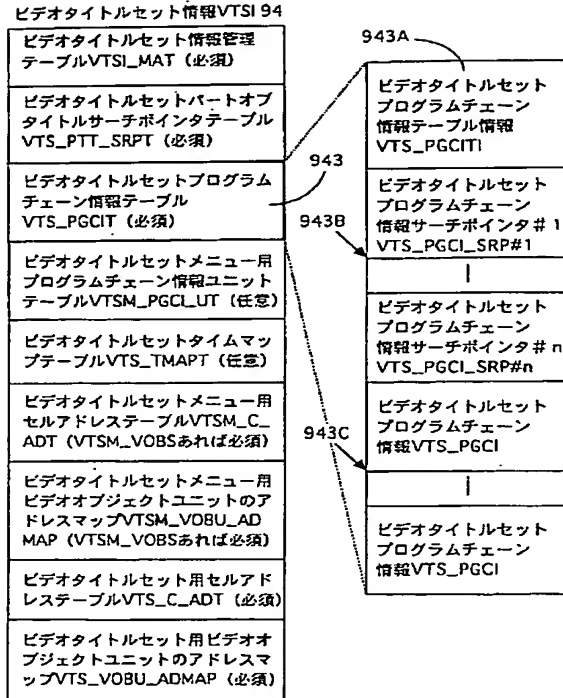 ビデオタイトルセット情報VTSI 94
ビデオタイトルセット情報管理
テーブルVTSI_MAT(必須)
ビデオタイトルセットパートオブ
タイトルサーチポインタテーブル
VTS_PTT_SRPT(必須)
ビデオタイトルセットプログラム
チェーン情報テーブル
VTS_PGCIT(必須)
ビデオタイトルセットメニュー用
プログラムチェーン情報ユニット
テーブルVTSM_PGCI_UT(任意)
ビデオタイトルセットタイムマッ
プテーブルVTS_TMAPT(任意)
ビデオタイトルセットメニュー用
セルアドレステーブルVTSM_C_
ADT(VTSM_VOBSあれば必須)
ビデオタイトルセットメニュー用
ビデオオブジェクトユニットのア
ドレスマップVTSM_VOBU_AD
MAP(VTSM_VOBSあれば必須)
ビデオタイトルセット用セルアド
レステーブルVTS_C_ADT(必須)
ビデオタイトルセット用ビデオオ
ブジェクトユニットのアドレスマ
ップVTS_VOBU_ADMAP(必須)
943
943A
ビデオタイトルセット
プログラムチェーン
情報テーブル情報
VTS_PGCITI
943B
ビデオタイトルセット
プログラムチェーン
情報サーチポインタ#1
VTS_PGCI_SRP#1
ビデオタイトルセット
プログラムチェーン
情報サーチポインタ#n
VTS_PGCI_SRP#n
943C
ビデオタイトルセット
プログラムチェーン
情報VTS_PGCI
ビデオタイトルセット
プログラムチェーン
情報VTS_PGCI